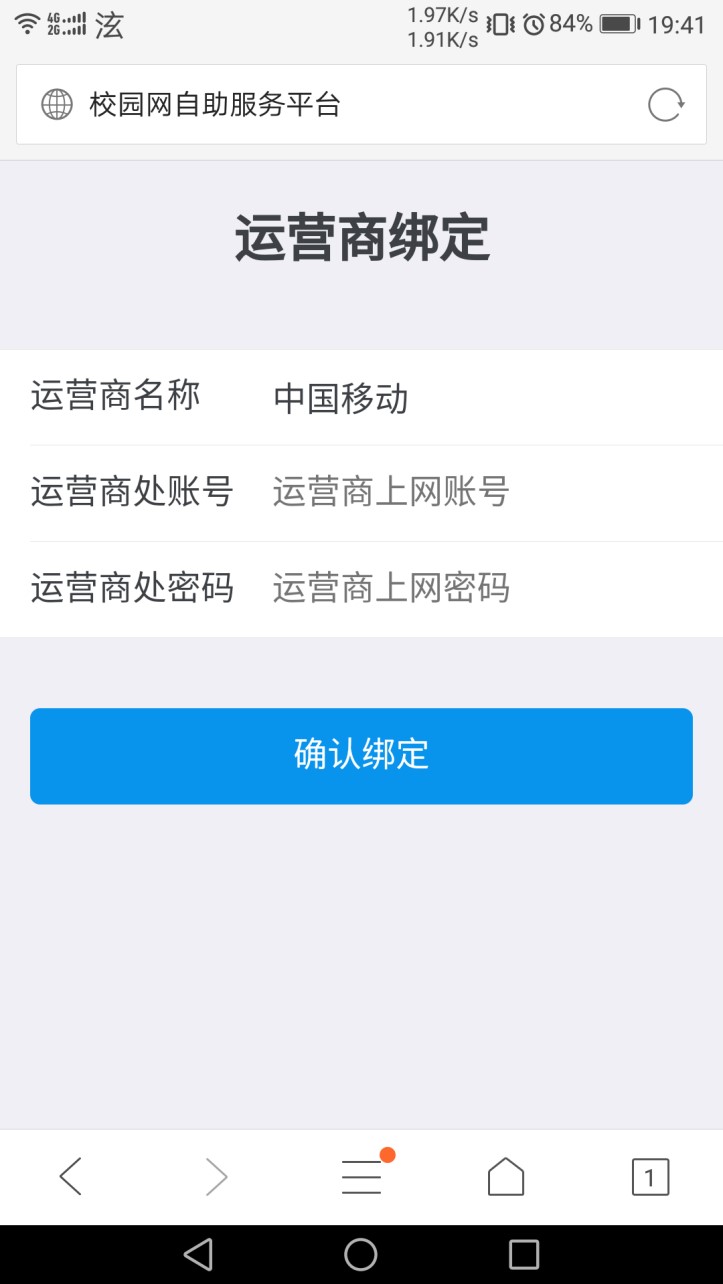 4G
2G
泫
1.97K/s
1.91K/s
84%
19:41
校园网自助服务平台
运营商绑定
运营商名称 中国移动
运营商处账号 运营商上网账号
运营商处密码 运营商上网密码
确认绑定
1